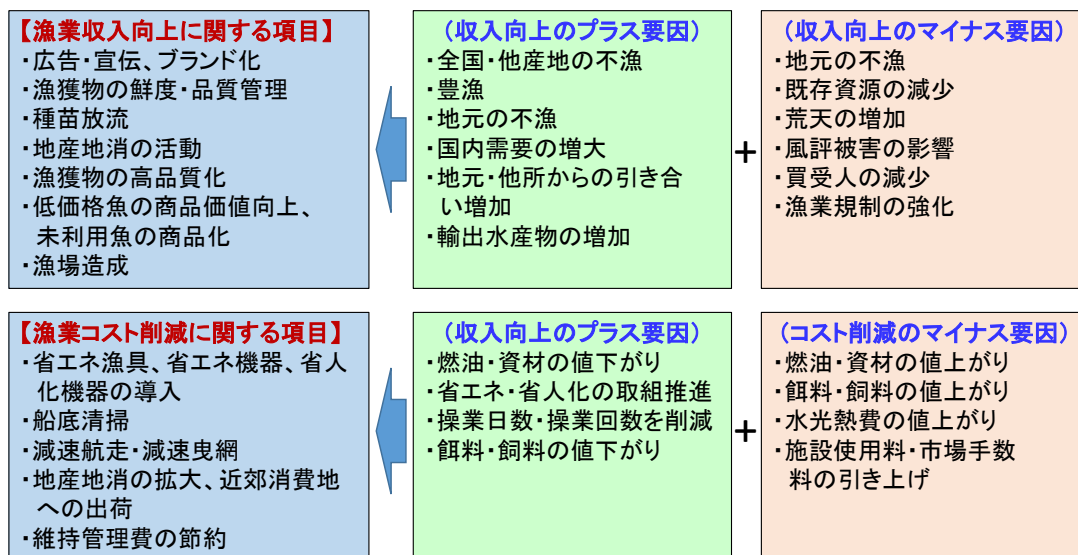 【漁業収入向上に関する項目】
・広告・宣伝、ブランド化
・漁獲物の鮮度・品質管理
・種苗放流
・地産地消の活動
・漁獲物の高品質化
・低価格魚の商品価値向上、
未利用魚の商品化
・漁場造成
（収入向上のプラス要因）
・全国・他産地の不漁
・豊漁
・地元の不漁
・国内需要の増大
・地元・他所からの引き合
い増加
・輸出水産物の増加
+
（収入向上のマイナス要因）
・地元の不漁
・既存資源の減少
・荒天の増加
・風評被害の影響
・買受人の減少
・漁業規制の強化
【漁業コスト削減に関する項目】
・省エネ漁具、省エネ機器、省人
化機器の導入
・船底清掃
・減速航走・減速曳網
・地産地消の拡大、近郊消費地
への出荷
・維持管理費の節約
（収入向上のプラス要因）
・燃油・資材の値下がり
・省エネ・省人化の取組推進
・操業日数・操業回数を削減
・餌料・飼料の値下がり
+
（コスト削減のマイナス要因）
・燃油・資材の値上がり
・餌料・飼料の値上がり
・水光熱費の値上がり
・施設使用料・市場手数
料の引き上げ